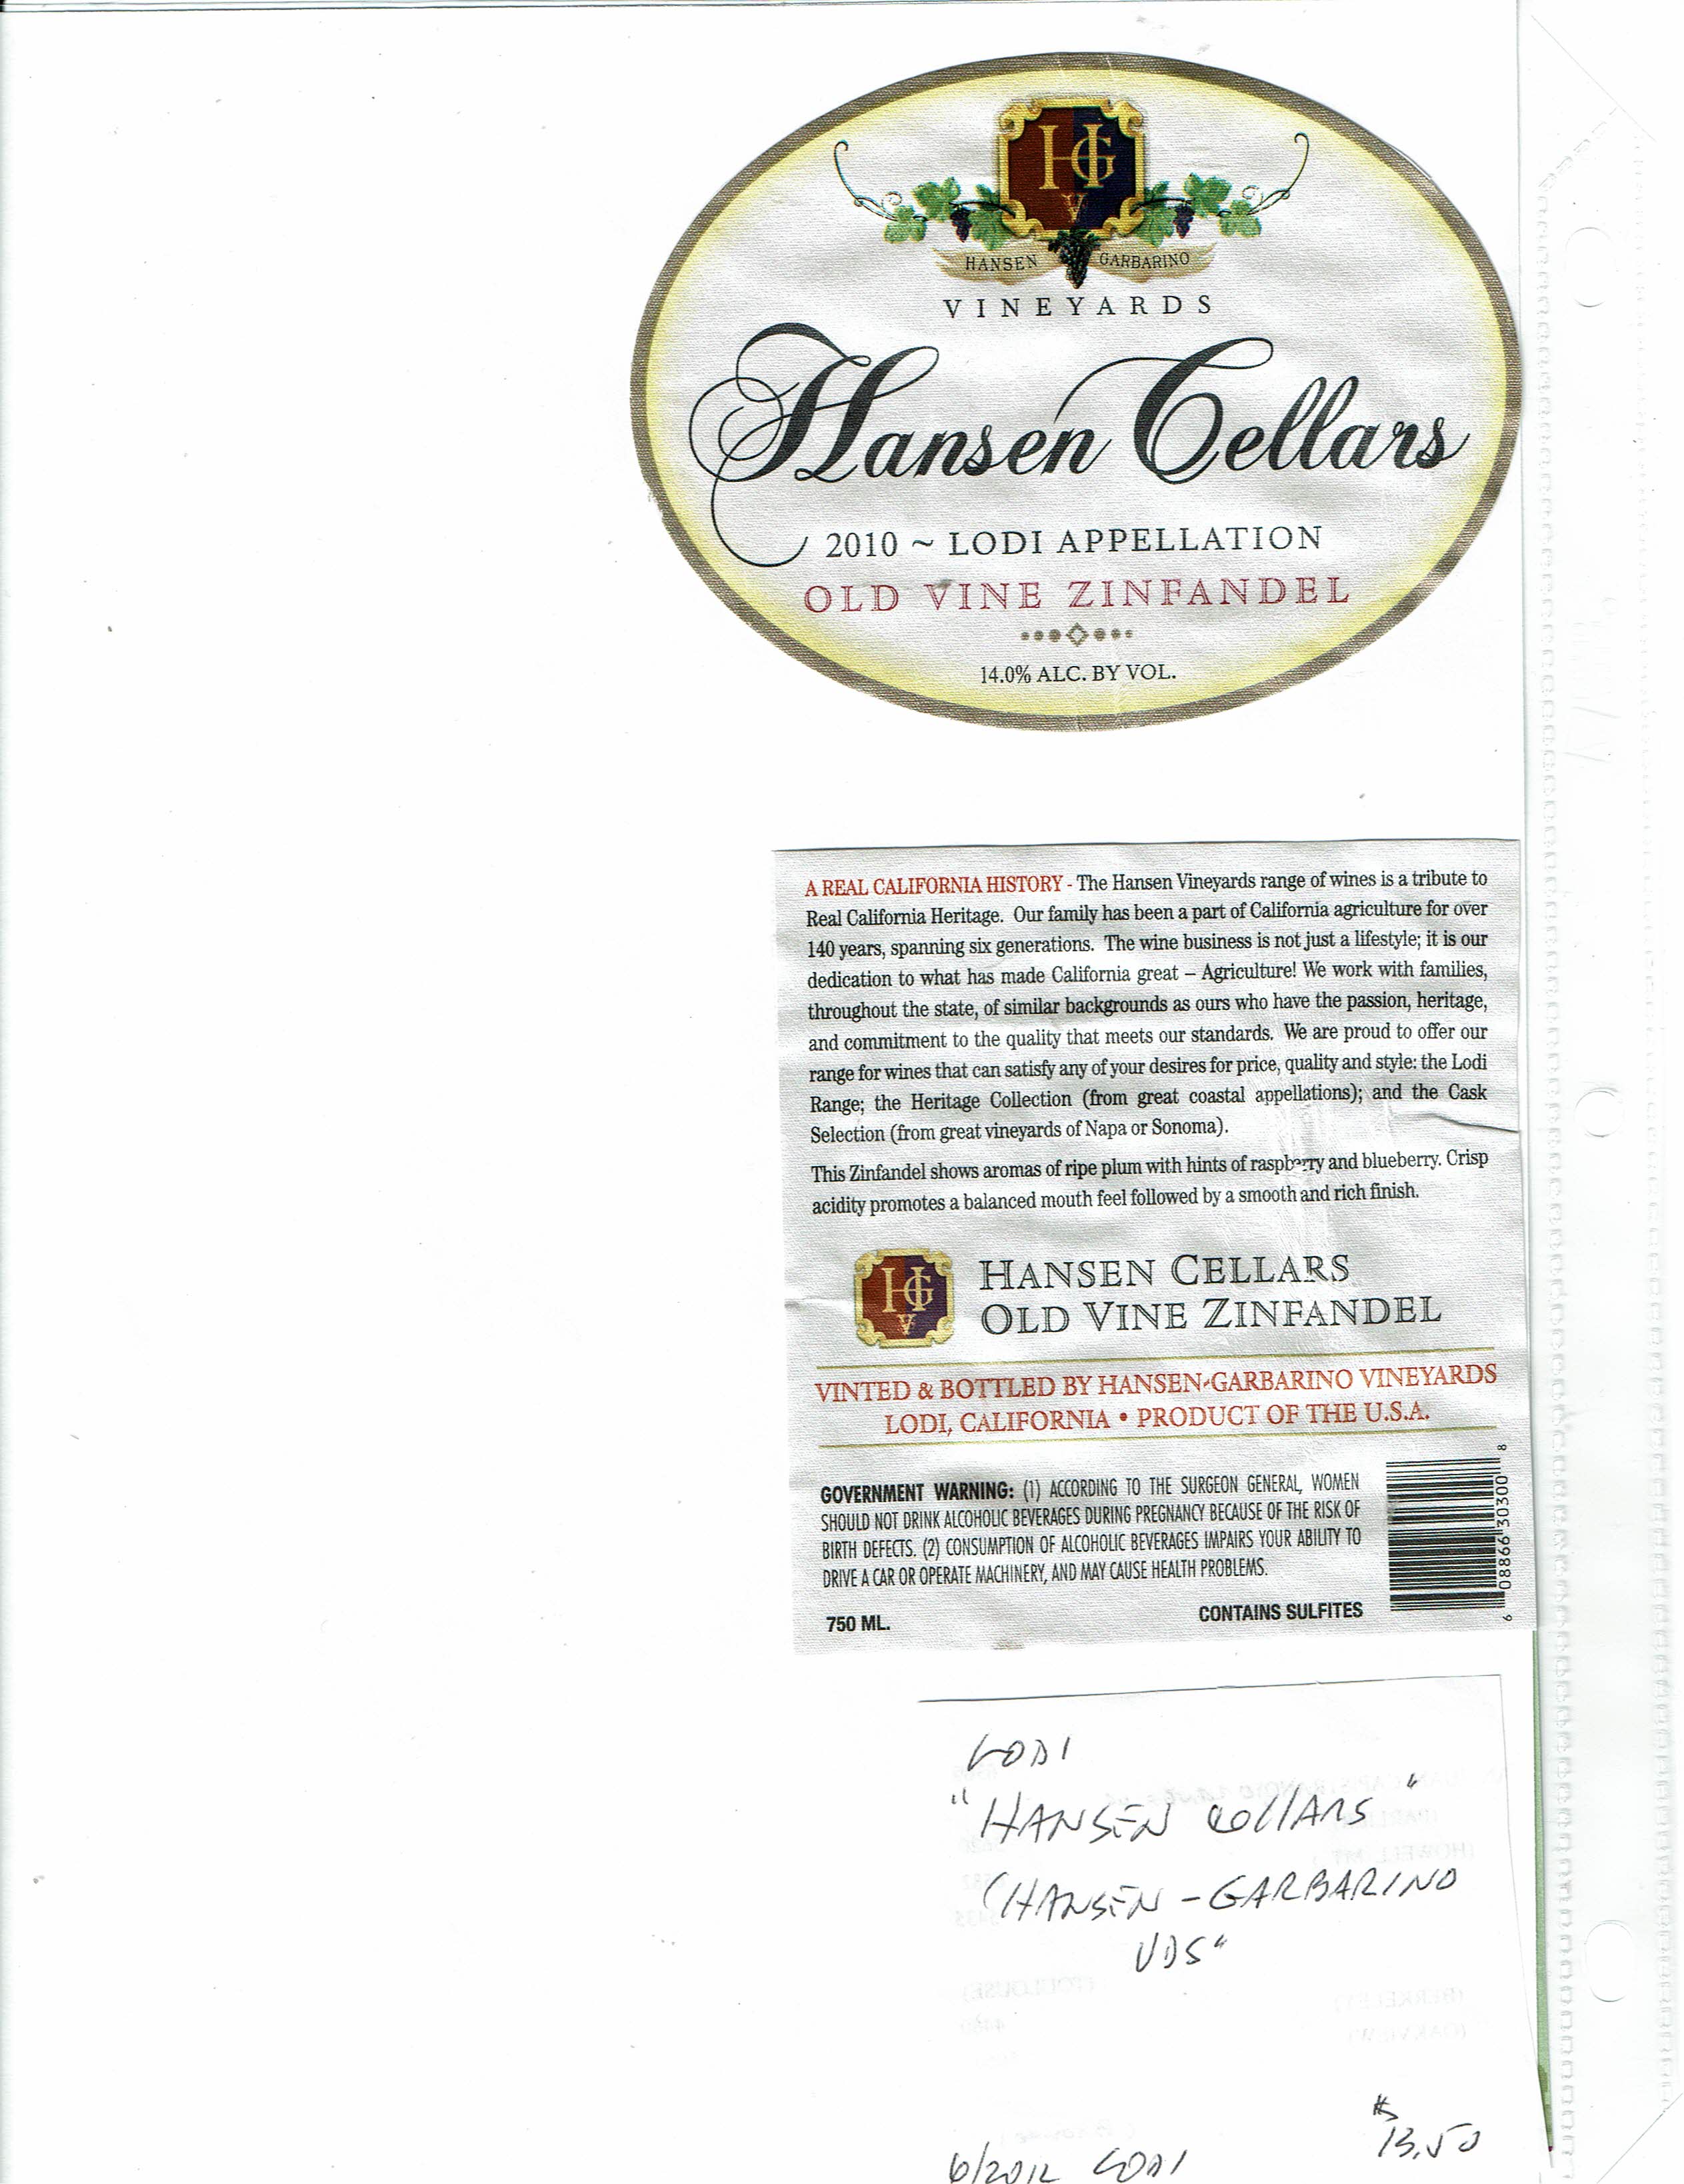 HG
V
HANSEN GARBARINO
VINEYARDS
Hansen Cellars
2010 ~ LODI APPELLATION
OLD VINE ZINFANDEL
14.0% ALC. BY VOL.
A REAL CALIFORNIA HISTORY - The Hansen Vineyards range of wines is a tribute to
Real California Heritage. Our family has been a part of California agriculture for over
140 years, spanning six generations. The wine business is not just a lifestyle; it is our
dedication to what has made California great – Agriculture! We work with families,
throughout the state, of similar backgrounds as ours who have the passion, heritage,
and commitment to the quality that meets our standards. We are proud to offer our
range for wines that can satisfy any of your desires for price, quality and style: the Lodi
Range; the Heritage Collection (from great coastal appellations); and the Cask
Selection (from great vineyards of Napa or Sonoma).
This Zinfandel shows aromas of ripe plum with hints of raspberry and blueberry. Crisp
acidity promotes a balanced mouth feel followed by a smooth and rich finish.
HG
V
HANSEN CELLARS
OLD VINE ZINFANDEL
VINTED & BOTTLED BY HANSEN-GARBARINO VINEYARDS
LODI, CALIFORNIA • PRODUCT OF THE U.S.A.
GOVERNMENT WARNING: (1) ACCORDING TO THE SURGEON GENERAL, WOMEN
SHOULD NOT DRINK ALCOHOLIC BEVERAGES DURING PREGNANCY BECAUSE OF THE RISK OF
BIRTH DEFECTS. (2) CONSUMPTION OF ALCOHOLIC BEVERAGES IMPAIRS YOUR ABILITY TO
DRIVE A CAR OR OPERATE MACHINERY, AND MAY CAUSE HEALTH PROBLEMS.
750 ML.
CONTAINS SULFITES
6 08866 30300 8
LODI
"HANSEN CellARS"
(HANSEN - GARBARINO
VDS"
$
13.50
6/2012 LODI